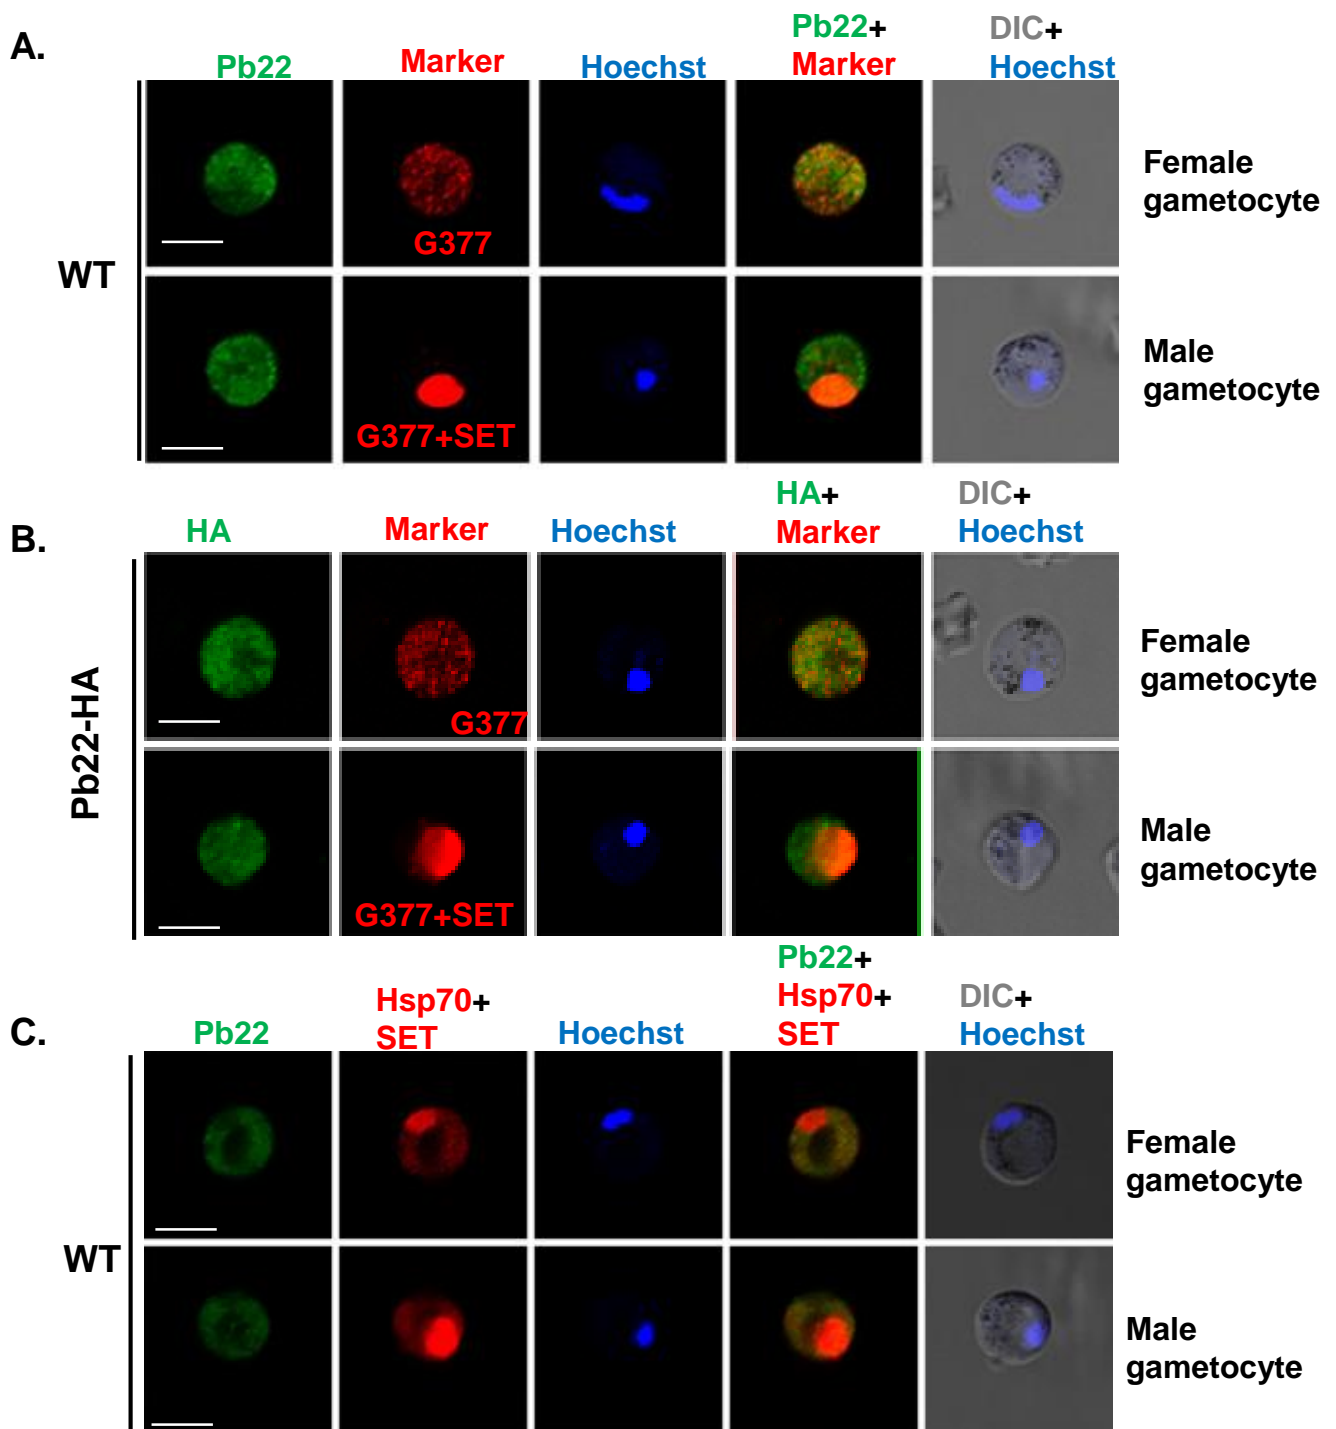 A.
Pb22
Marker
Hoechst
Pb22+
Marker
DIC+
Hoechst
WT
G377
Female
gametocyte
G377+SET
Male
gametocyte
B.
HA
Marker
Hoechst
HA+
Marker
DIC+
Hoechst
Pb22-HA
G377
Female
gametocyte
G377+SET
Male
gametocyte
C.
Pb22
Hsp70+
SET
Hoechst
Pb22+
Hsp70+
SET
DIC+
Hoechst
WT
Female
gametocyte
Male
gametocyte